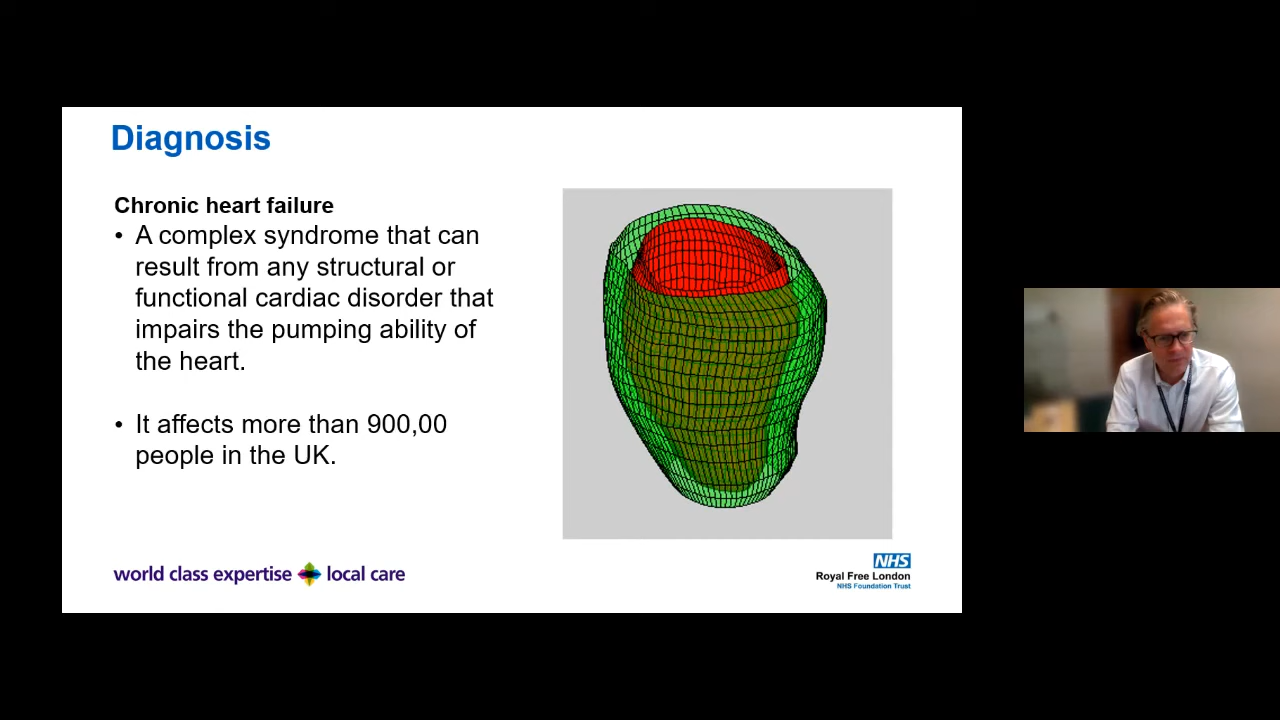 Diagnosis
Chronic heart failure
• A complex syndrome that can
result from any structural or
functional cardiac disorder that
impairs the pumping ability of
the heart.
• It affects more than 900,00
people in the UK.
world class expertise local care
NHS
Royal Free London
NHS Foundation Trust